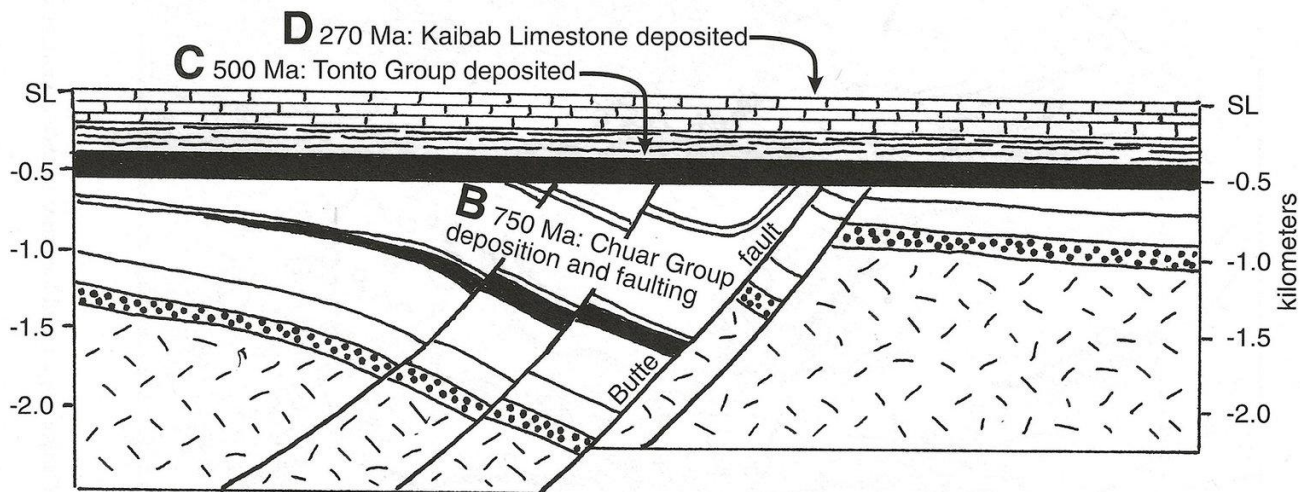 D 270 Ma: Kaibab Limestone deposited
C 500 Ma: Tonto Group deposited
SL
SL
-0.5
-0.5
B 750 Ma: Chuar Group
deposition and faulting
Butte fault
-1.0
-1.0
kilometers
-1.5
-1.5
-2.0
-2.0